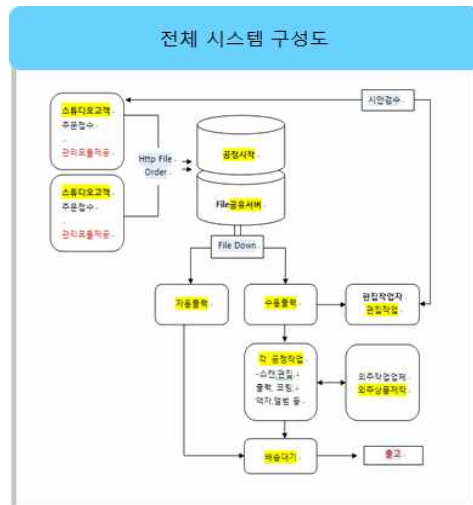 전체 시스템 구성도
시안검수
스튜디오고객
주문접수
관리모듈제공
Http File
Order
공정시작
File공유서버
스튜디오고객
주문접수
관리모듈제공
File Down
자동출력
수동출력
편집작업자
편집작업
각 공정작업
-스캔,편집,
출력, 코팅,
액자,앨범 등
외주작업업체
외주상품제작
배송대기
출고